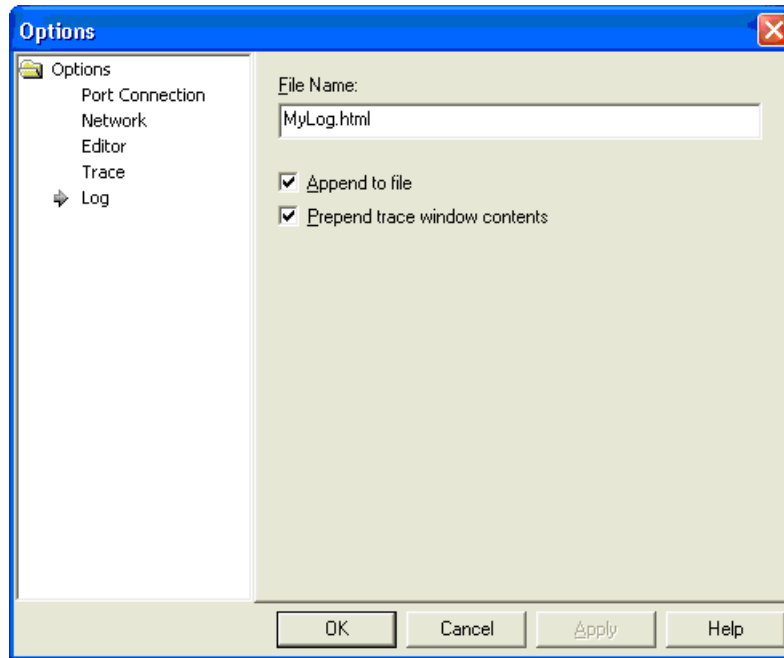 Options
Options
Port Connection
Network
Editor
Trace
Log
File Name:
MyLog.html
Append to file
Prepend trace window contents
OK
Cancel
Apply
Help